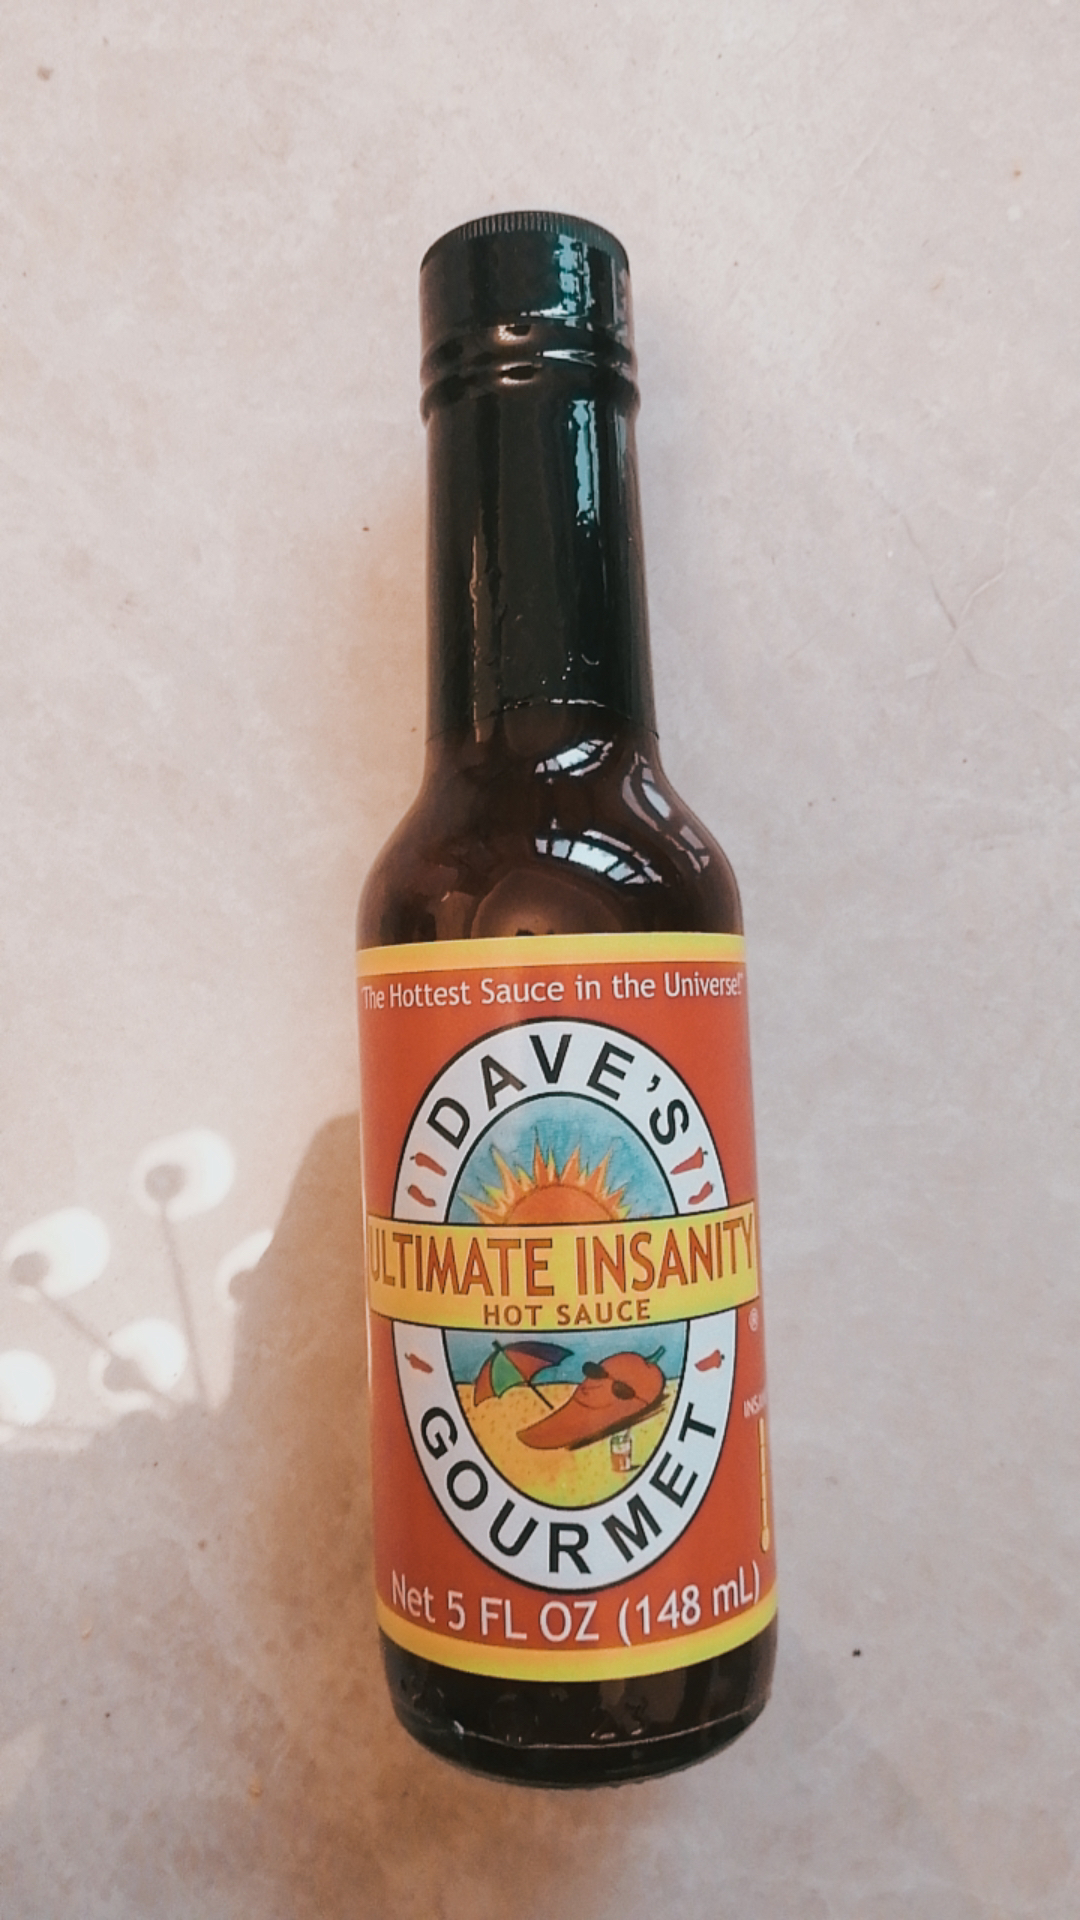 "The Hottest Sauce in the Universe!"
DAVE'S
ULTIMATE INSANITY
HOT SAUCE
®
GOURMET
Net 5 FL OZ (148 mL)